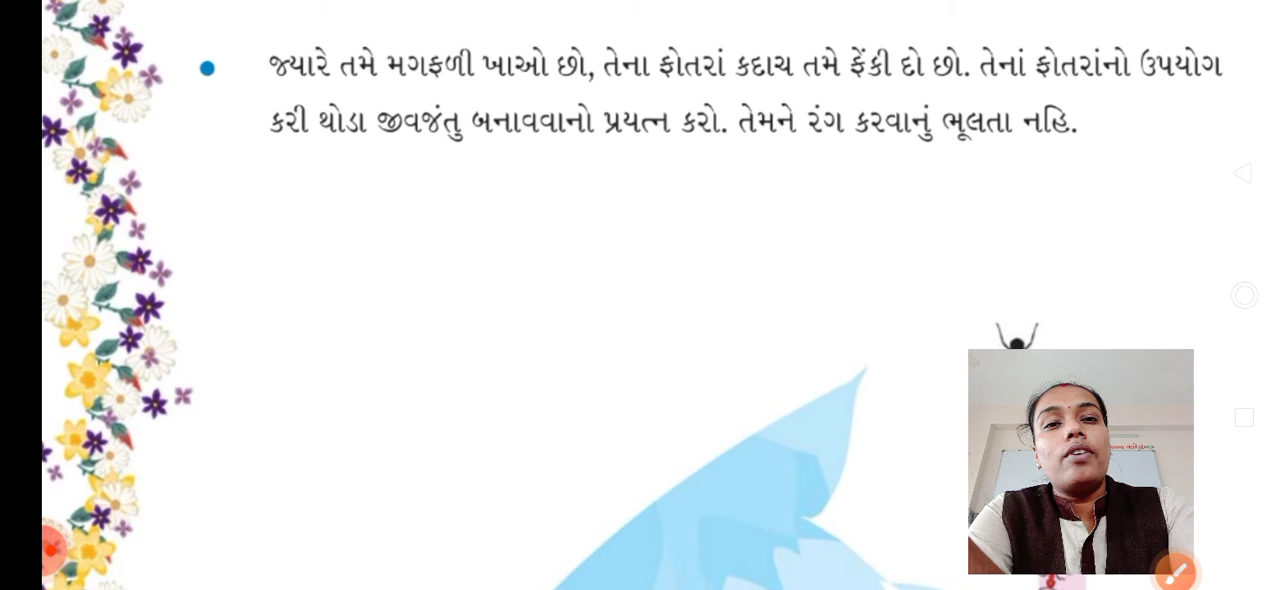 જ્યારે તમે મગફળી ખાઓ છો, તેના ફોતરાં કદાચ તમે ફેંકી દો છો. તેનાં ફોતરાંનો ઉપયોગ
કરી થોડા જીવજંતુ બનાવવાનો પ્રયત્ન કરો. તેમને રંગ કરવાનું ભૂલતા નહિ.